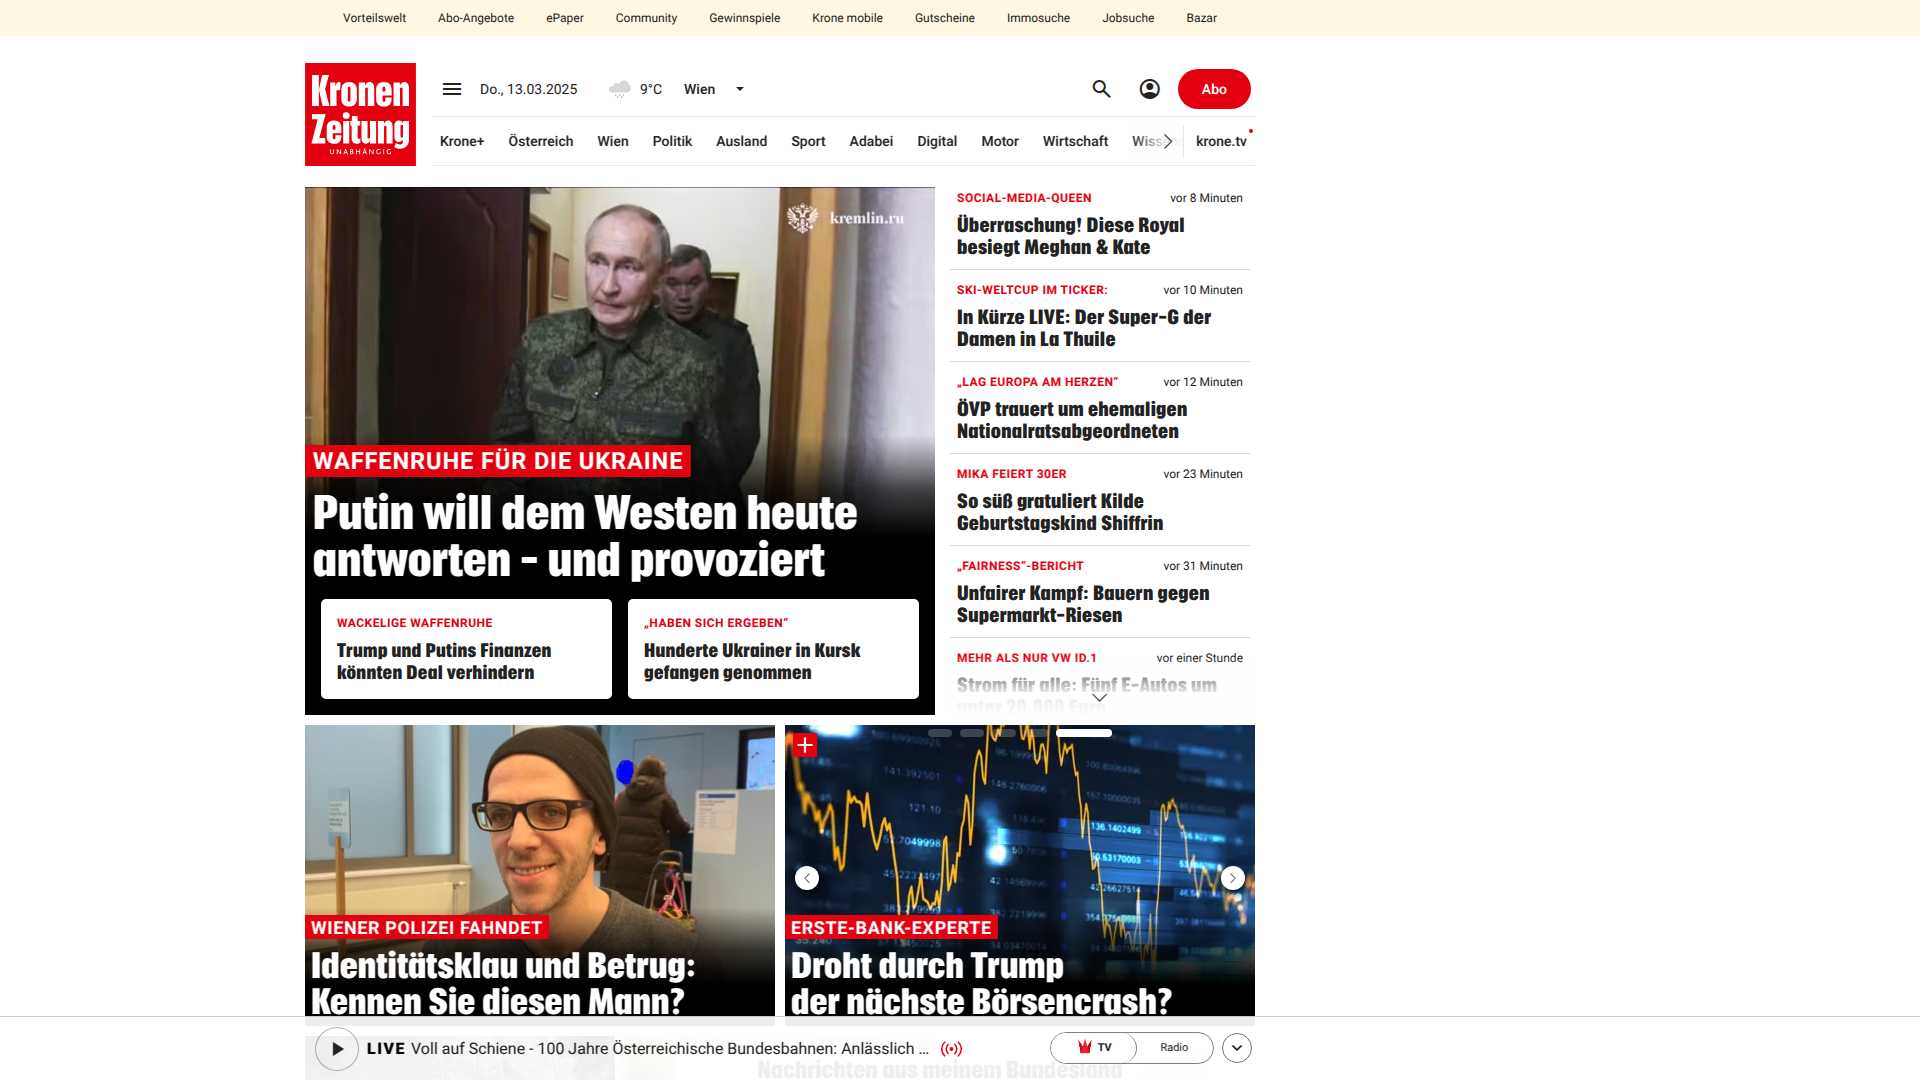 Vorteilswelt Abo-Angebote ePaper Community Gewinnspiele Krone mobile Gutscheine Immosuche Jobsuche Bazar
Kronen
Zeitung
UNABHÄNGIG
Do., 13.03.2025 9°C Wien
Abo
Krone+ Österreich Wien Politik Ausland Sport Adabei Digital Motor Wirtschaft krone.tv
kremlin.ru
WAFFENRUHE FÜR DIE UKRAINE
Putin will dem Westen heute
antworten – und provoziert
WACKELIGE WAFFENRUHE
Trump und Putins Finanzen
könnten Deal verhindern
„HABEN SICH ERGEBEN“
Hunderte Ukrainer in Kursk
gefangen genommen
SOCIAL-MEDIA-QUEEN vor 8 Minuten
Überraschung! Diese Royal
besiegt Meghan & Kate
SKI-WELTCUP IM TICKER: vor 10 Minuten
In Kürze LIVE: Der Super-G der
Damen in La Thuile
„LAG EUROPA AM HERZEN“ vor 12 Minuten
ÖVP trauert um ehemaligen
Nationalratsabgeordneten
MIKA FEIERT 30ER vor 23 Minuten
So süß gratuliert Kilde
Geburtstagskind Shiffrin
„FAIRNESS“-BERICHT vor 31 Minuten
Unfairer Kampf: Bauern gegen
Supermarkt-Riesen
MEHR ALS NUR VW ID.1 vor einer Stunde
Strom für alle: Fünf E-Autos um
unter 20.000 Euro
WIENER POLIZEI FAHNDET
Identitätsklau und Betrug:
Kennen Sie diesen Mann?
ERSTE-BANK-EXPERTE
Droht durch Trump
der nächste Börsencrash?
LIVE Voll auf Schiene - 100 Jahre Österreichische Bundesbahnen: Anlässlich ...
TV Radio
Nachrichten aus meinem Bundesland